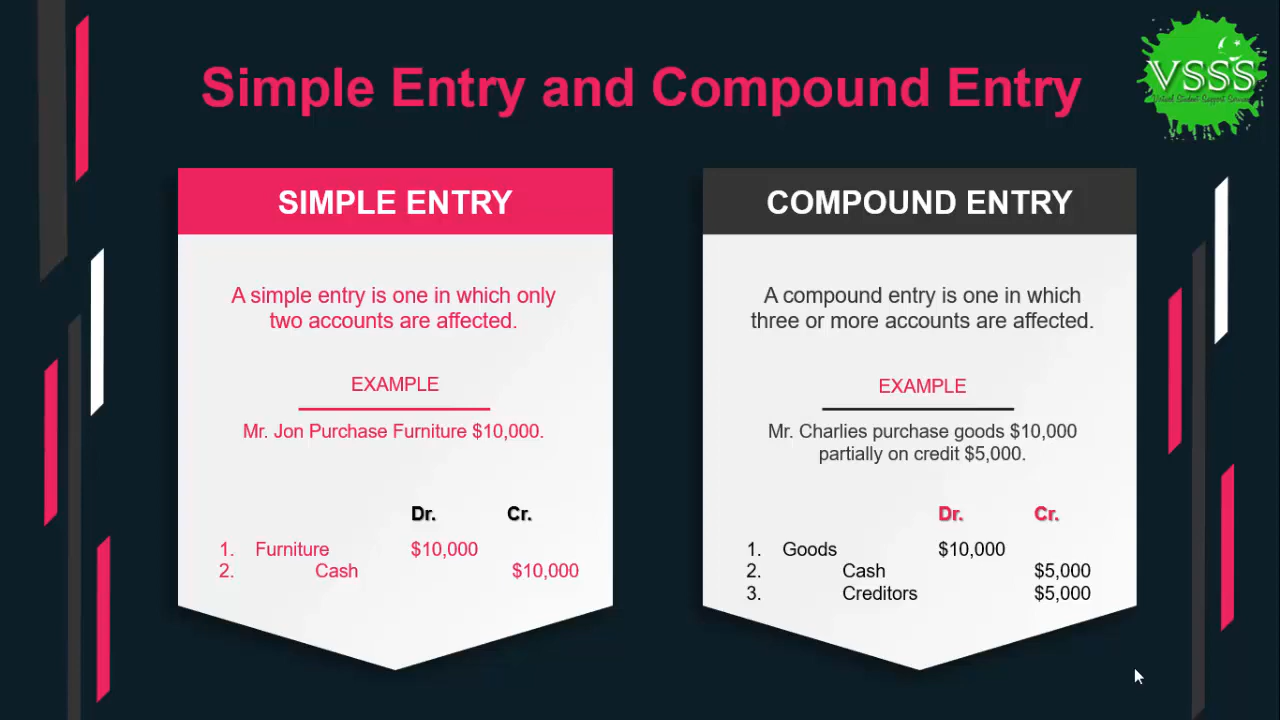 Simple Entry and Compound Entry
VSSS
Virtual Student Support Service
SIMPLE ENTRY
A simple entry is one in which only
two accounts are affected.
EXAMPLE
Mr. Jon Purchase Furniture $10,000.
Dr. Cr.
1. Furniture $10,000
2. Cash $10,000
COMPOUND ENTRY
A compound entry is one in which
three or more accounts are affected.
EXAMPLE
Mr. Charlies purchase goods $10,000
partially on credit $5,000.
Dr. Cr.
1. Goods $10,000
2. Cash $5,000
3. Creditors $5,000